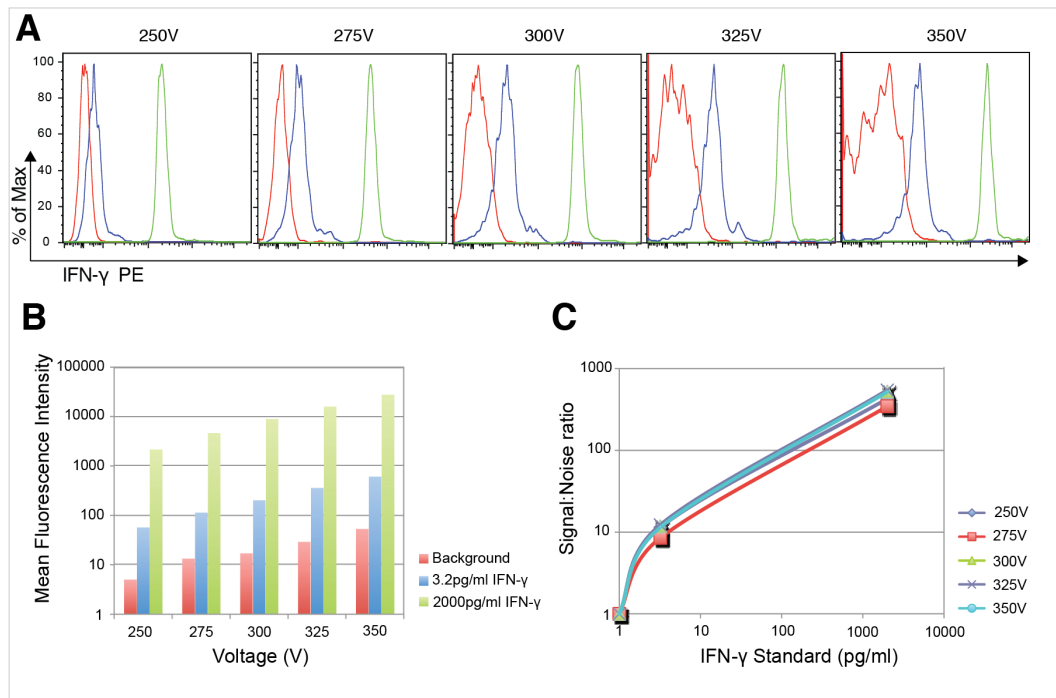 A
250V 275V 300V 325V 350V
100
80
60
40
20
0
% of Max
IFN-γ PE
B
Mean Fluorescence Intensity
100000
10000
1000
100
10
1
250 275 300 325 350
Voltage (V)
Background
3.2pg/ml IFN-γ
2000pg/ml IFN-γ
C
Signal:Noise ratio
1000
100
10
1
1 10 100 1000 10000
IFN-γ Standard (pg/ml)
250V
275V
300V
325V
350V